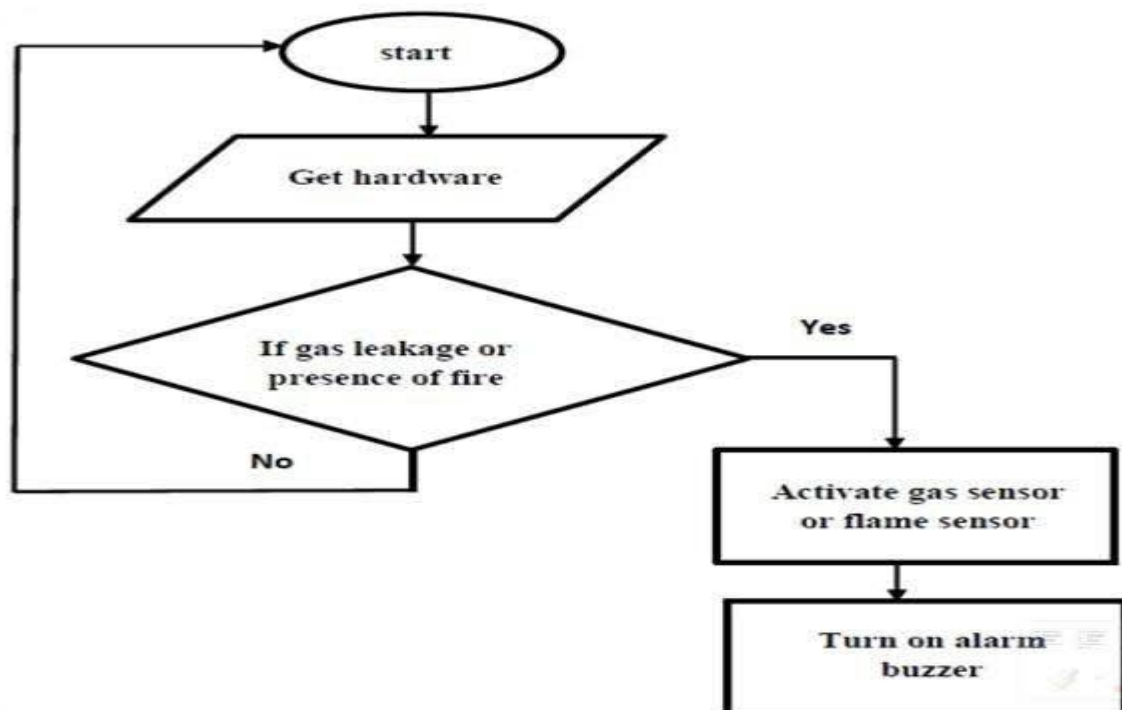 start
Get hardware
If gas leakage or
presence of fire
Yes
No
Activate gas sensor
or flame sensor
Turn on alarm
buzzer